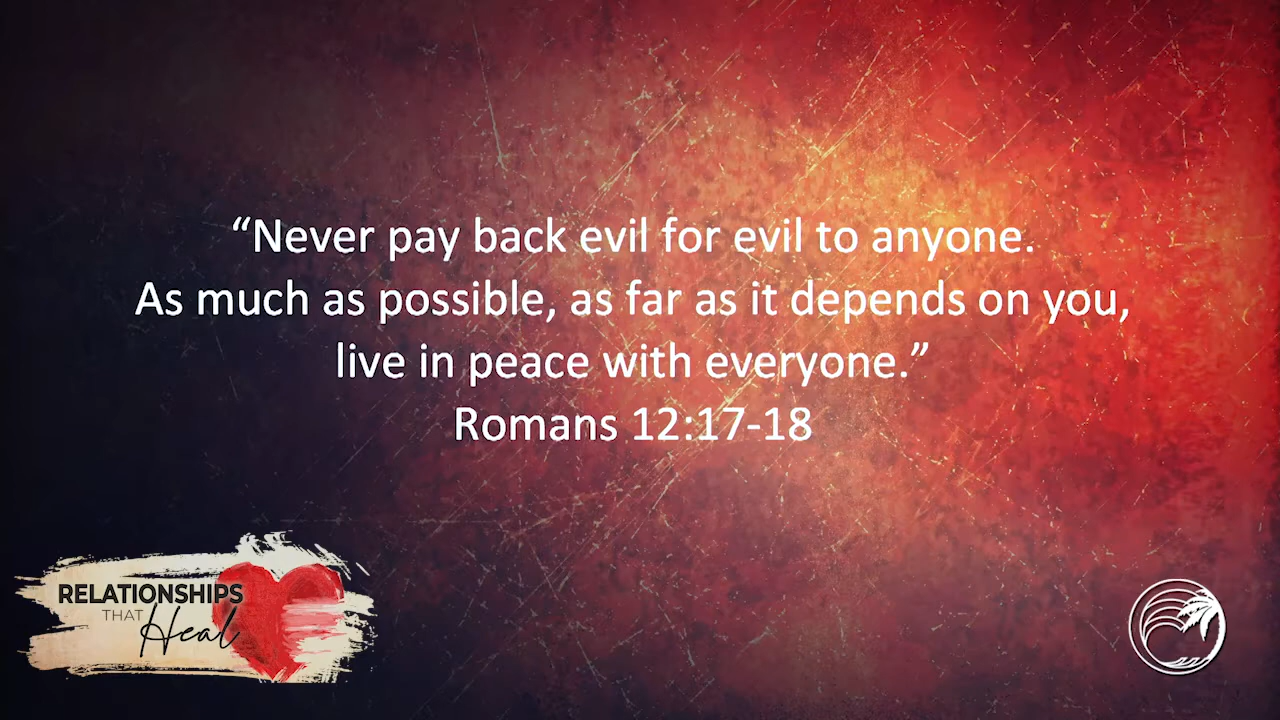 “Never pay back evil for evil to anyone.
As much as possible, as far as it depends on you,
live in peace with everyone.”
Romans 12:17-18
RELATIONSHIPS
THAT
Heal